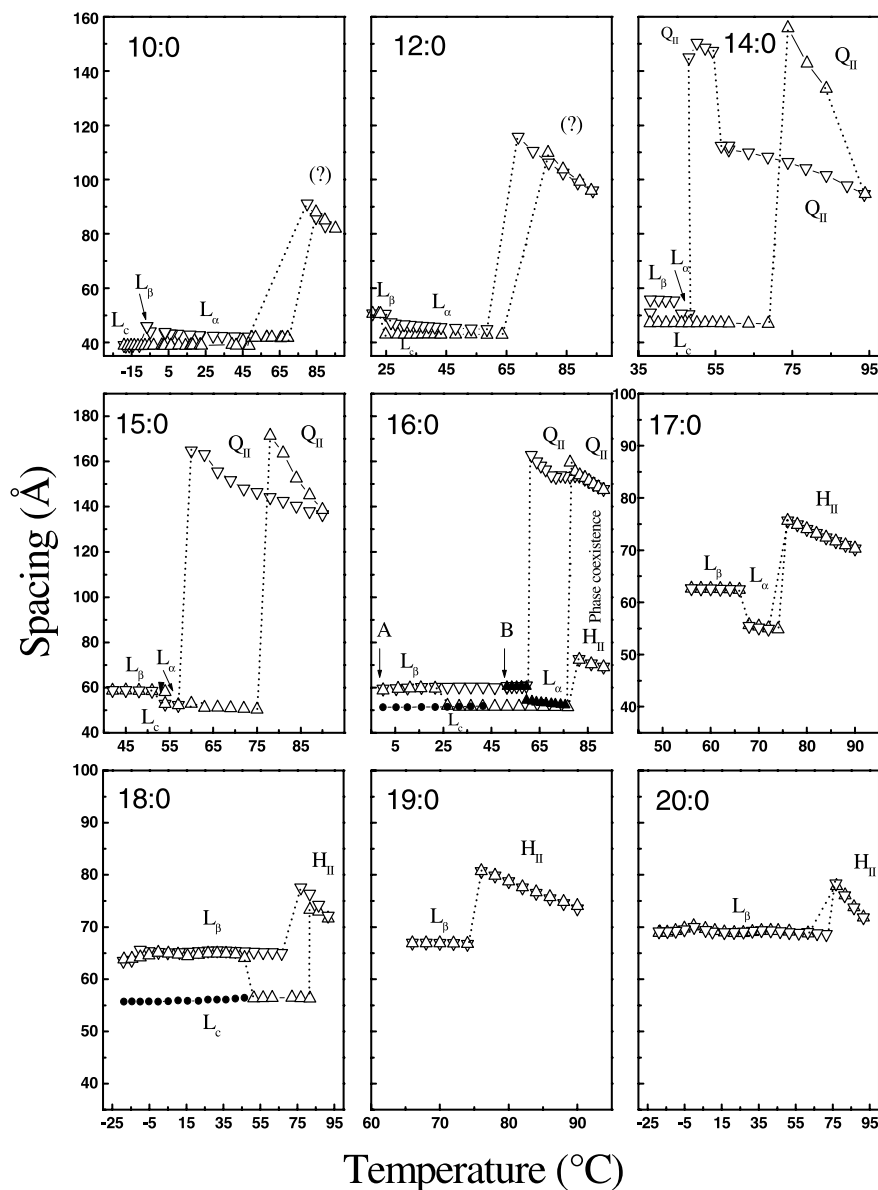 160
140
120
100
80
60
40
10:0
L_c
L_β
L_α
(?)
-15 5 25 45 65 85
12:0
L_β
L_α
L_c
(?)
25 45 65 85
14:0
Q_II
Q_II
Q_II
L_β
L_α
L_c
35 55 75 95
180
160
140
120
100
80
60
40
15:0
Q_II
Q_II
L_β
L_α
L_c
45 55 65 75 85
16:0
Q_II
Q_II
Phase coexistence
A
B
L_β
L_α
L_c
H_II
5 25 45 65 85
100
90
80
70
60
50
40
17:0
H_II
L_β
L_α
50 60 70 80 90
Spacing (Å)
100
90
80
70
60
50
40
18:0
H_II
L_β
L_c
-25 -5 15 35 55 75 95
19:0
H_II
L_β
60 70 80 90
20:0
H_II
L_β
-25 -5 15 35 55 75 95
Temperature (°C)